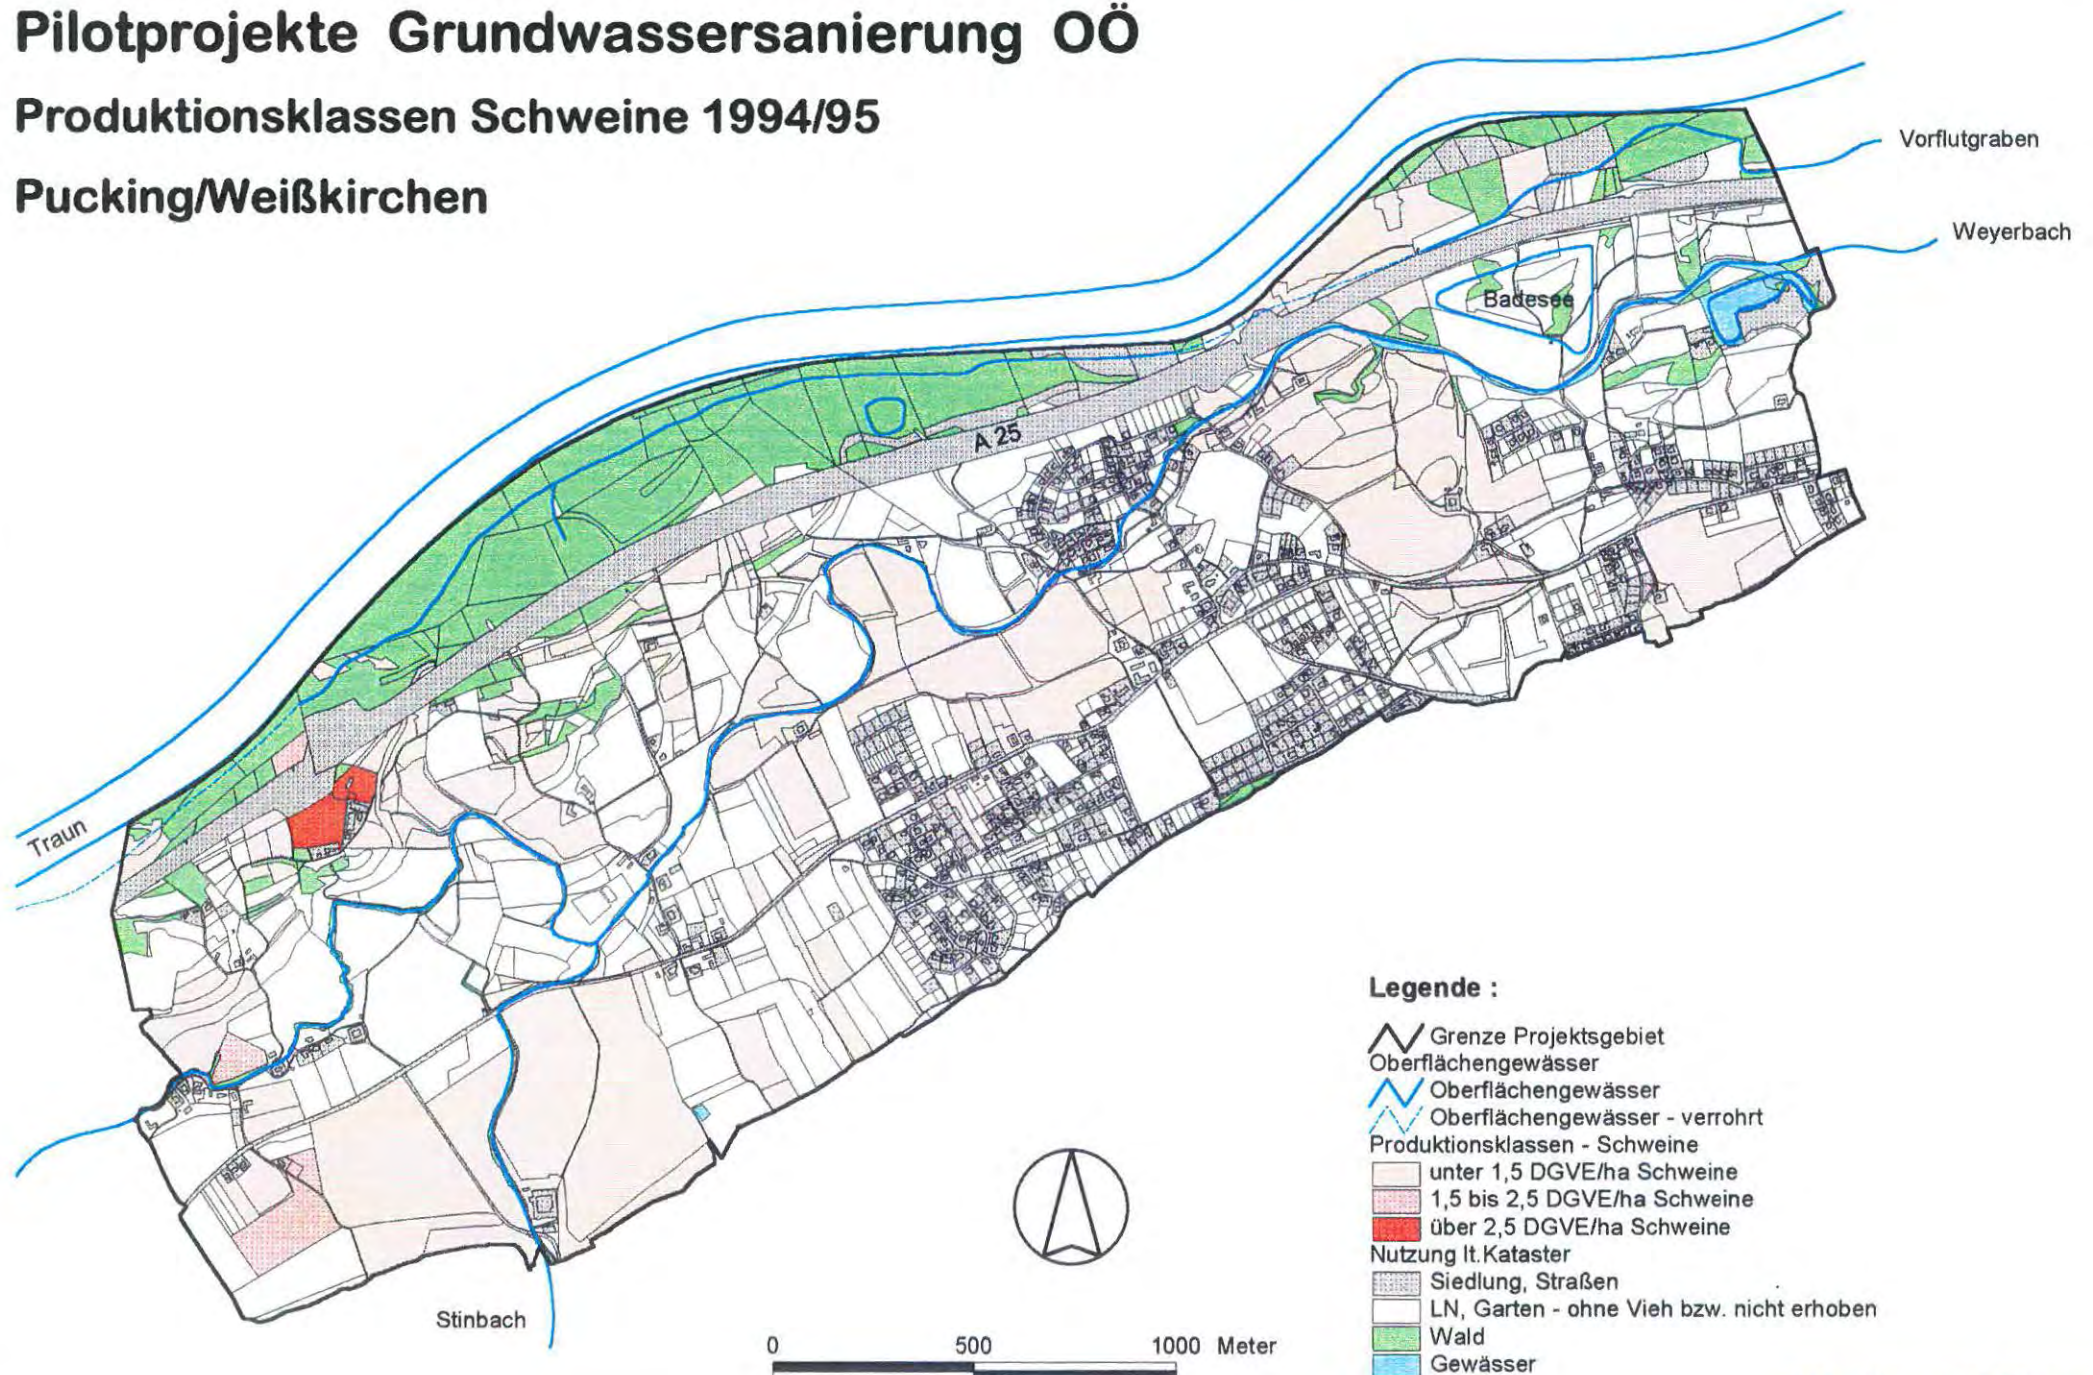 Pilotprojekte Grundwassersanierung OÖ
Produktionsklassen Schweine 1994/95
Pucking/Weißkirchen
Vorflutgraben
Weyerbach
Badesee
A 25
Traun
Stinbach
Legende :
Grenze Projektsgebiet
Oberflächengewässer
Oberflächengewässer
Oberflächengewässer - verrohrt
Produktionsklassen - Schweine
unter 1,5 DGVE/ha Schweine
1,5 bis 2,5 DGVE/ha Schweine
über 2,5 DGVE/ha Schweine
Nutzung lt.Kataster
Siedlung, Straßen
LN, Garten - ohne Vieh bzw. nicht erhoben
Wald
Gewässer
0 500 1000 Meter